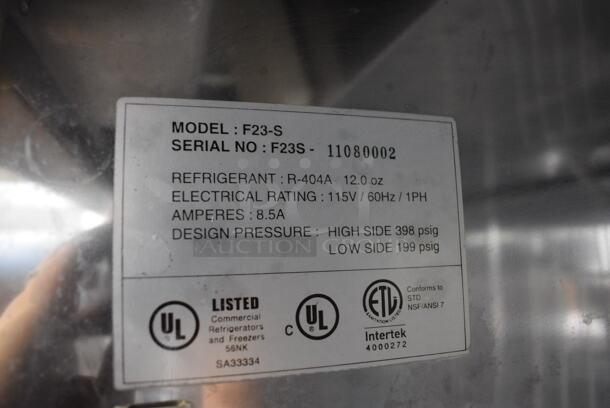 MODEL : F23-S
SERIAL NO : F23S - 11080002
REFRIGERANT : R-404A 12.0 oz
ELECTRICAL RATING : 115V / 60Hz / 1PH
AMPERES : 8.5A
DESIGN PRESSURE : HIGH SIDE 398 psig
LOW SIDE 199 psig
AUCTION
UL
LISTED
Commercial
Refrigerators
and Freezers
56NK
SA33334
C UL
ETL
Intertek
4000272
Conforms to
STD
NSF/ANSI 7